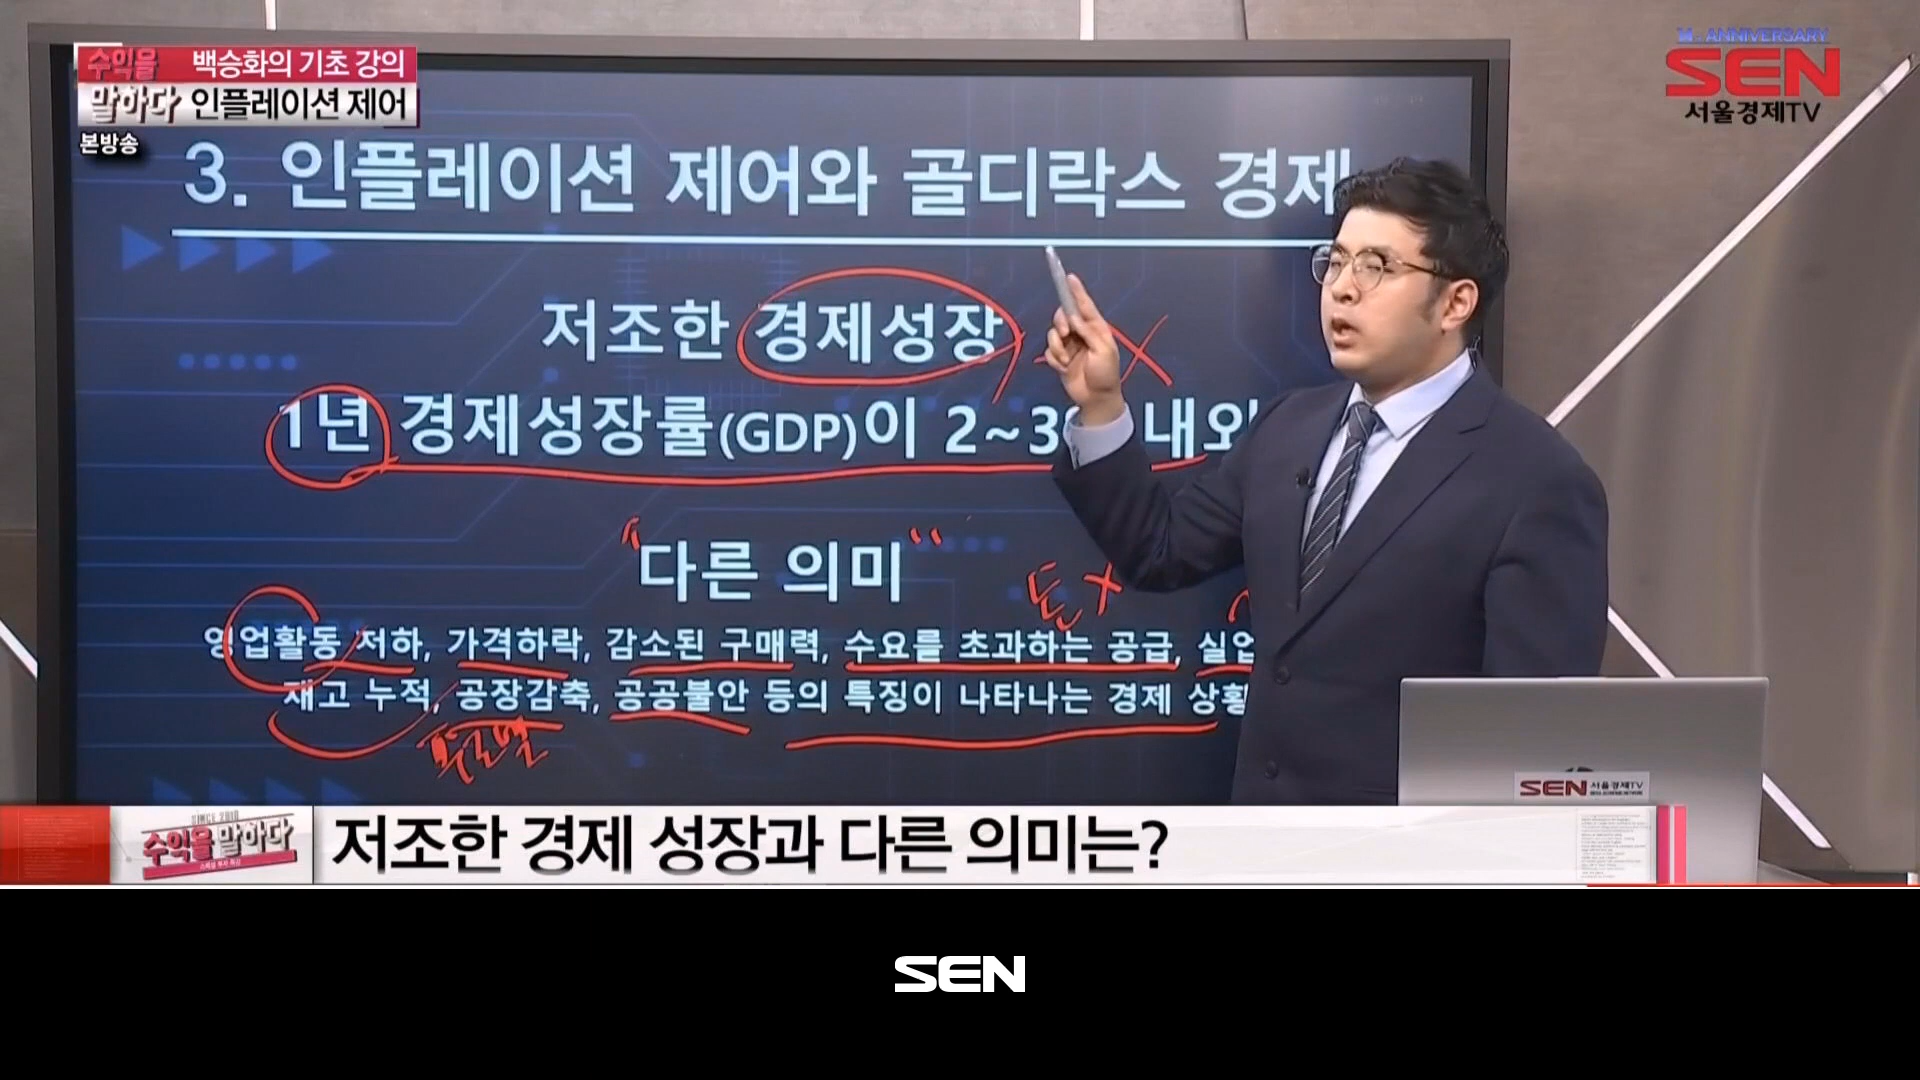 수익을
말하다
백승화의 기초 강의
인플레이션 제어
본방송
ANNIVERSARY
SEN
서울경제TV
3. 인플레이션 제어와 골디락스 경제
저조한 경제성장
1년 경제성장률(GDP)이 2~3 내외
"다른 의미"
돈 X
영업활동 저하, 가격하락, 감소된 구매력, 수요를 초과하는 공급, 실업
재고 누적, 공장감축, 공공불안 등의 특징이 나타나는 경제 상황
SEN 서울경제TV
수익을 말하다
저조한 경제 성장과 다른 의미는?
SEN